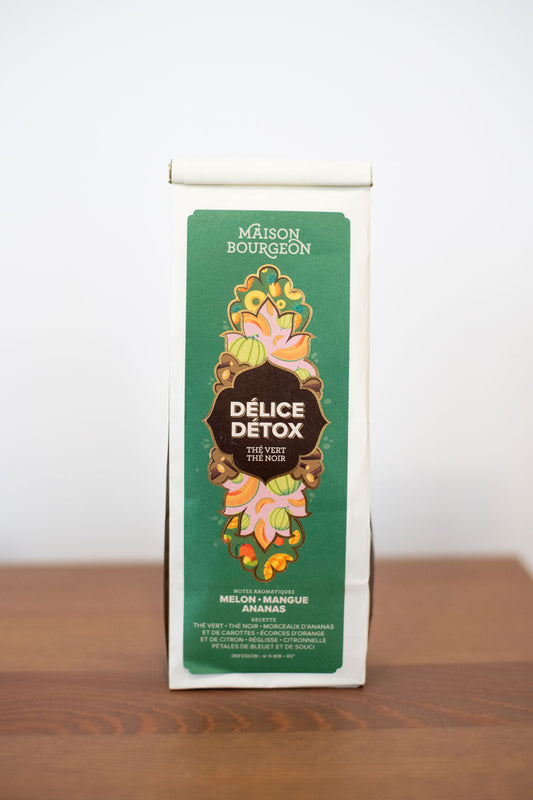 MAISON
BOURGEON
DÉLICE
DÉTOX
THÉ VERT
THÉ NOIR
NOTES AROMATIQUES
MELON • MANGUE
ANANAS
RECETTE
THÉ VERT • THÉ NOIR • MORCEAUX D'ANANAS
ET DE CAROTTES • ÉCORCES D'ORANGE
ET DE CITRON • RÉGLISSE • CITRONNELLE
PÉTALES DE BLEUET ET DE SOUCI
INFUSION : 4-5 MN • 90°